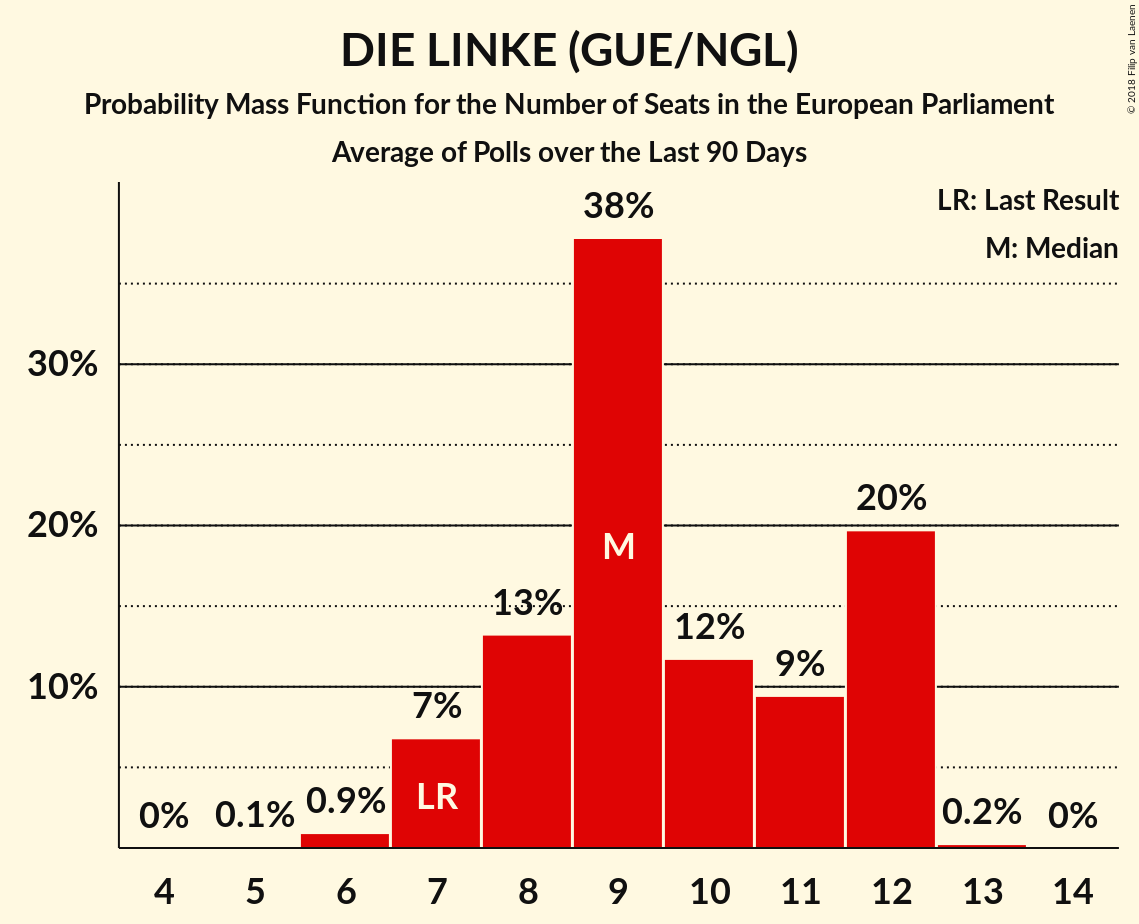 DIE LINKE (GUE/NGL)
Probability Mass Function for the Number of Seats in the European Parliament
Average of Polls over the Last 90 Days
© 2018 Filip van Laenen
LR: Last Result
M: Median
38%
30%
20%
20%
M
13%
12%
9%
10%
7%
LR
0%
0.1%
0.9%
0.2%
0%
4 5 6 7 8 9 10 11 12 13 14